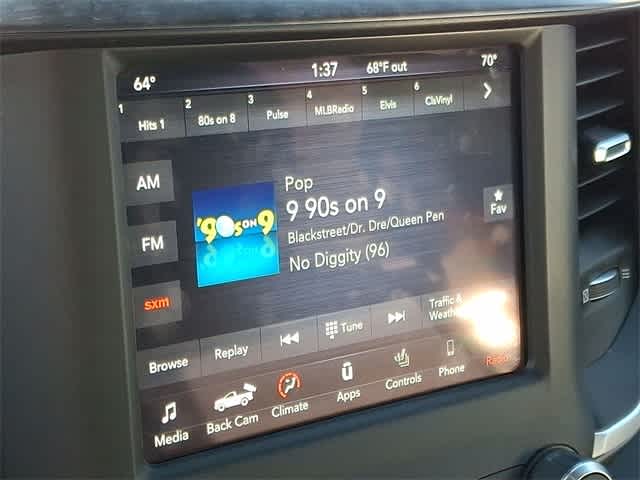 64° 1:37 68°F out 70°
1 Hits 1 2 80s on 8 3 Pulse 4 MLBRadio 5 Elvis 6 ClsVinyl
AM
FM
sxm
'90s ON 9
Pop
9 90s on 9
Blackstreet/Dr. Dre/Queen Pen
No Diggity (96)
Fav
Browse Replay Tune Traffic &
Weather
Media Back Cam Climate Apps Controls Phone Radio